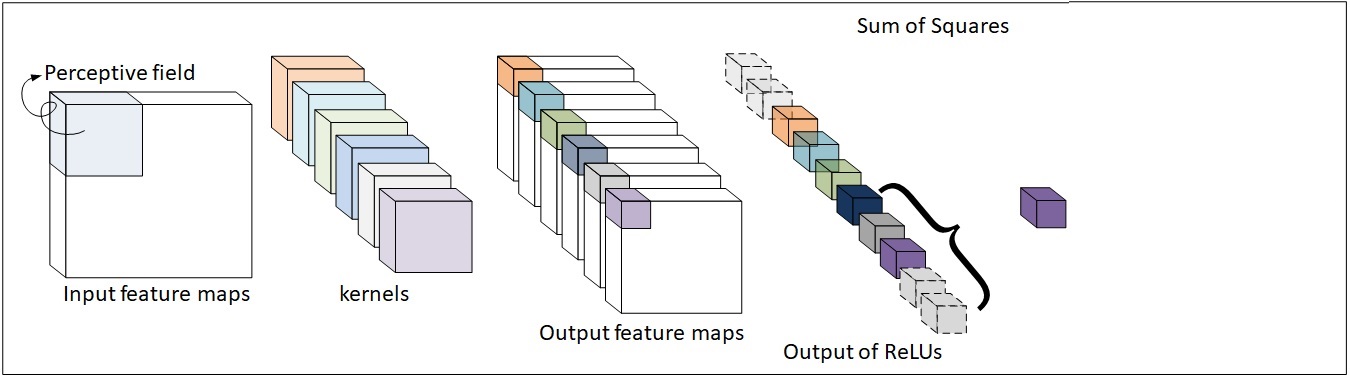 Sum of Squares
Perceptive field
Input feature maps
kernels
Output feature maps
Output of ReLUs